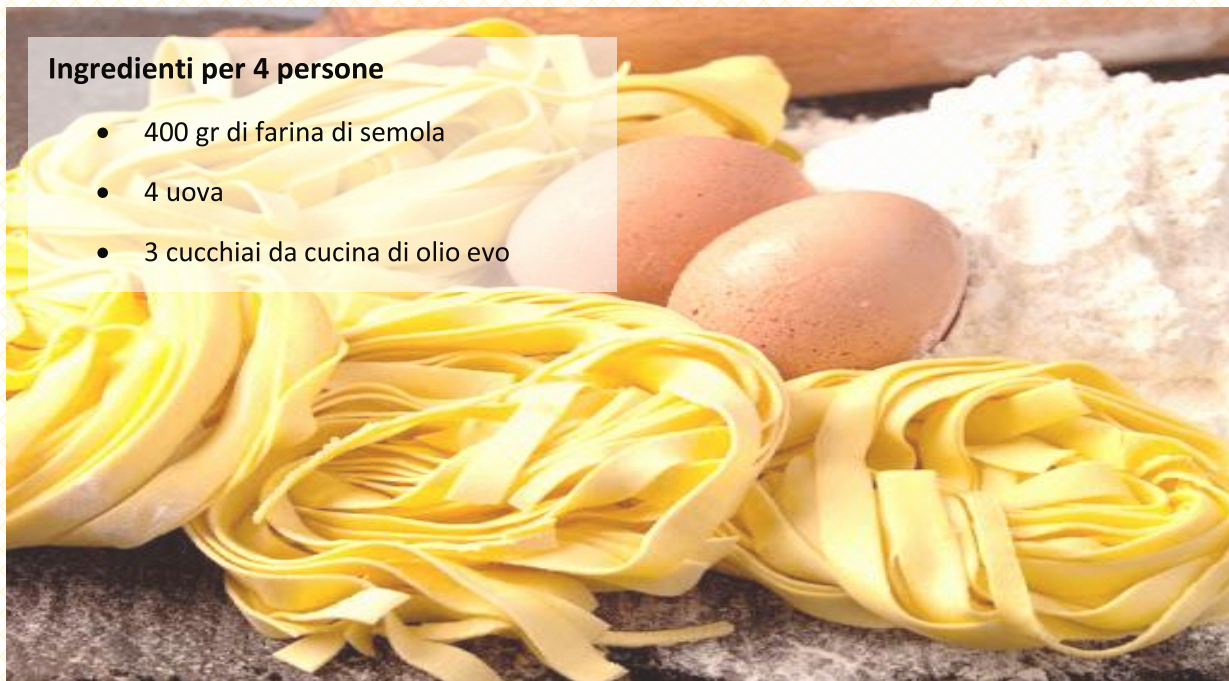 Ingredienti per 4 persone
• 400 gr di farina di semola
• 4 uova
• 3 cucchiai da cucina di olio evo